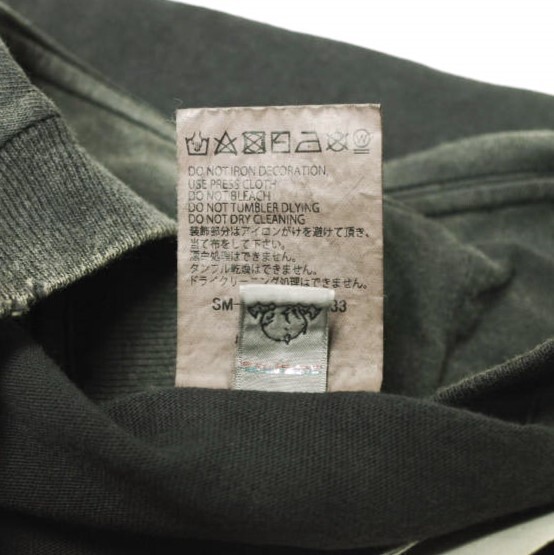 DO NOT IRON DECORATION,
USE PRESS CLOTH
DO NOT BLEACH
DO NOT TUMBLER DLYING
DO NOT DRY CLEANING
装飾部分はアイロンがけを避けて頂き、
当て布をして下さい。
漂白処理はできません。
タンブル乾燥はできません。
ドライクリーニング処理はできません。
SM- 33